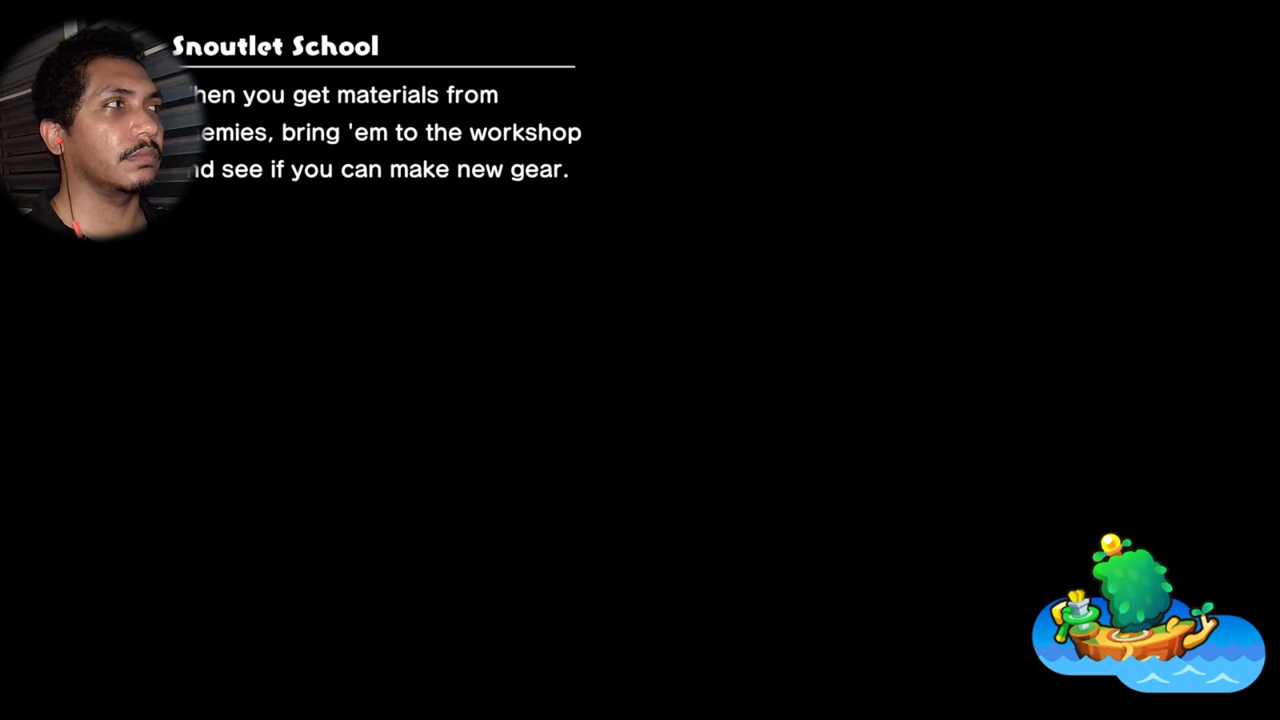 Snoutlet School
hen you get materials from
emies, bring 'em to the workshop
nd see if you can make new gear.